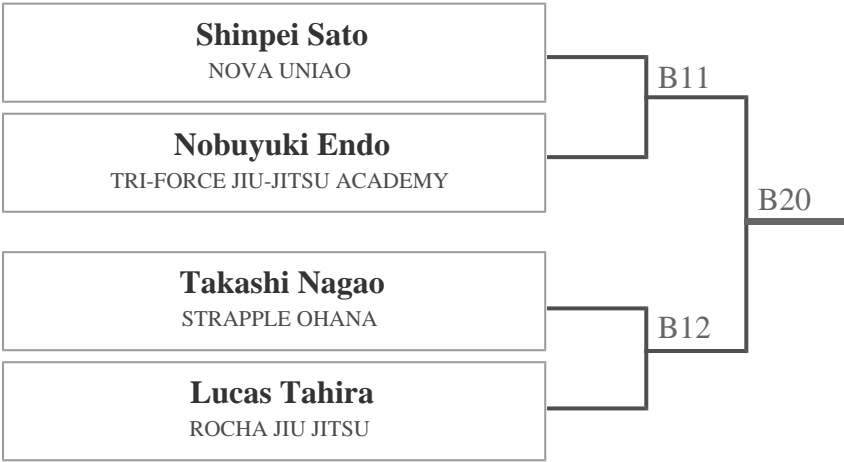 Shinpei Sato
NOVA UNIAO
B11
Nobuyuki Endo
TRI-FORCE JIU-JITSU ACADEMY
B20
Takashi Nagao
STRAPPLE OHANA
B12
Lucas Tahira
ROCHA JIU JITSU